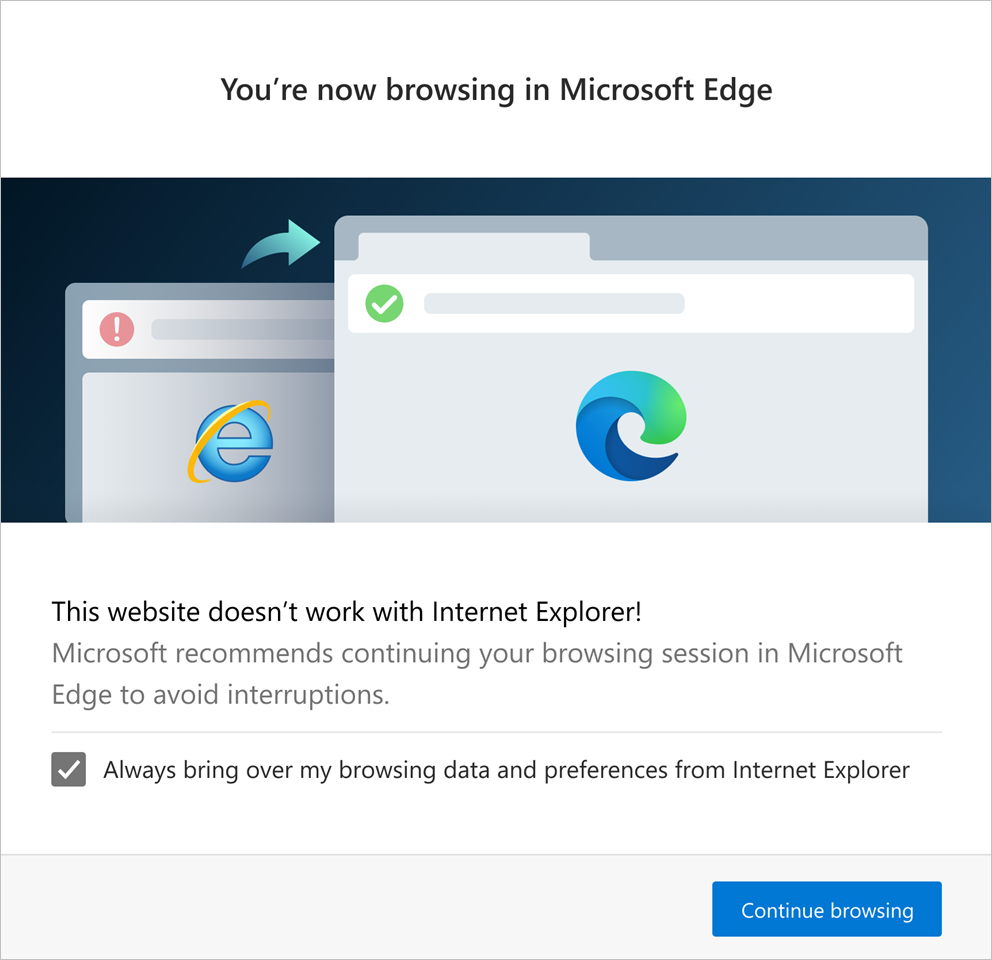 You’re now browsing in Microsoft Edge
This website doesn’t work with Internet Explorer!
Microsoft recommends continuing your browsing session in Microsoft
Edge to avoid interruptions.
Always bring over my browsing data and preferences from Internet Explorer
Continue browsing